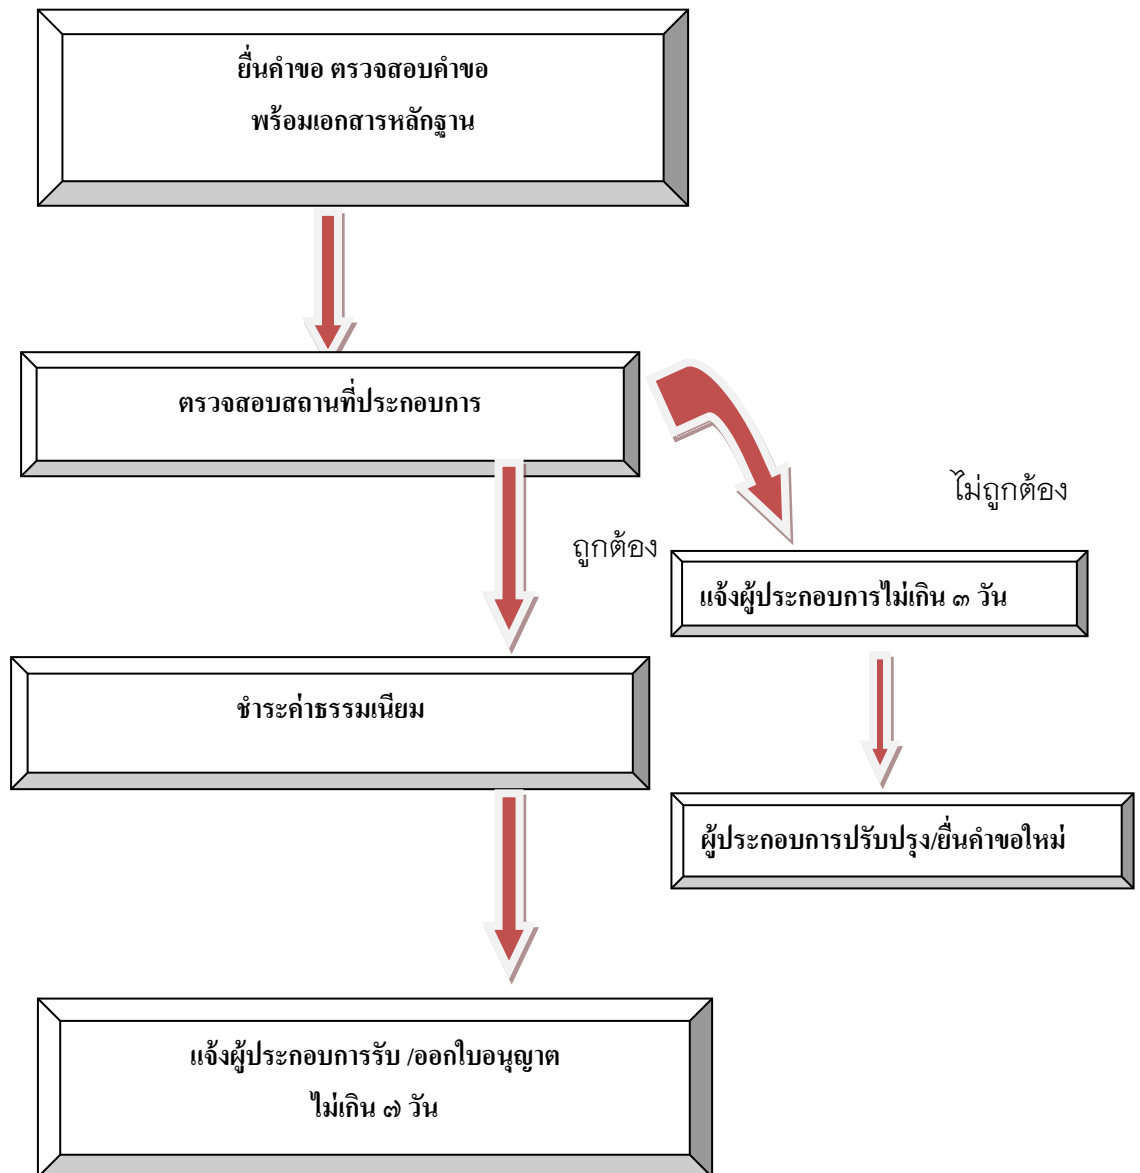 ยื่นคำขอ ตรวจสอบคำขอ
พร้อมเอกสารหลักฐาน
ตรวจสอบสถานที่ประกอบการ
ไม่ถูกต้อง
ถูกต้อง
แจ้งผู้ประกอบการไม่เกิน ๓ วัน
ชำระค่าธรรมเนียม
ผู้ประกอบการปรับปรุง/ยื่นคำขอใหม่
แจ้งผู้ประกอบการรับ /ออกใบอนุญาต
ไม่เกิน ๗ วัน